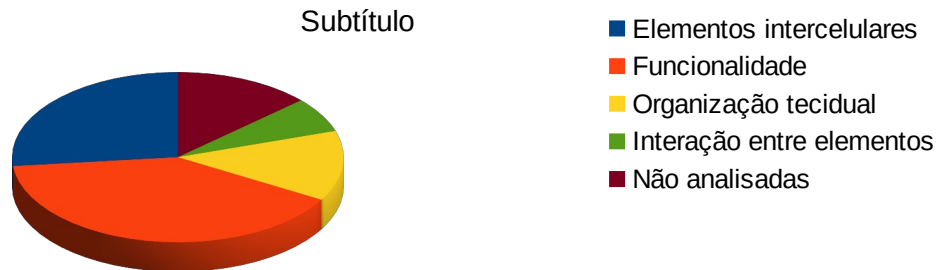 Subtítulo
Elementos intercelulares
Funcionalidade
Organização tecidual
Interação entre elementos
Não analisadas